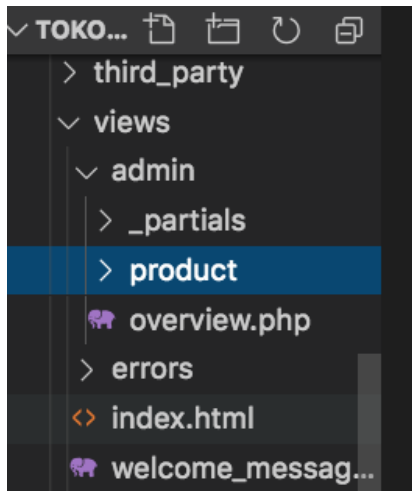 TOKO...
third_party
views
admin
_partials
product
overview.php
errors
index.html
welcome_messag...